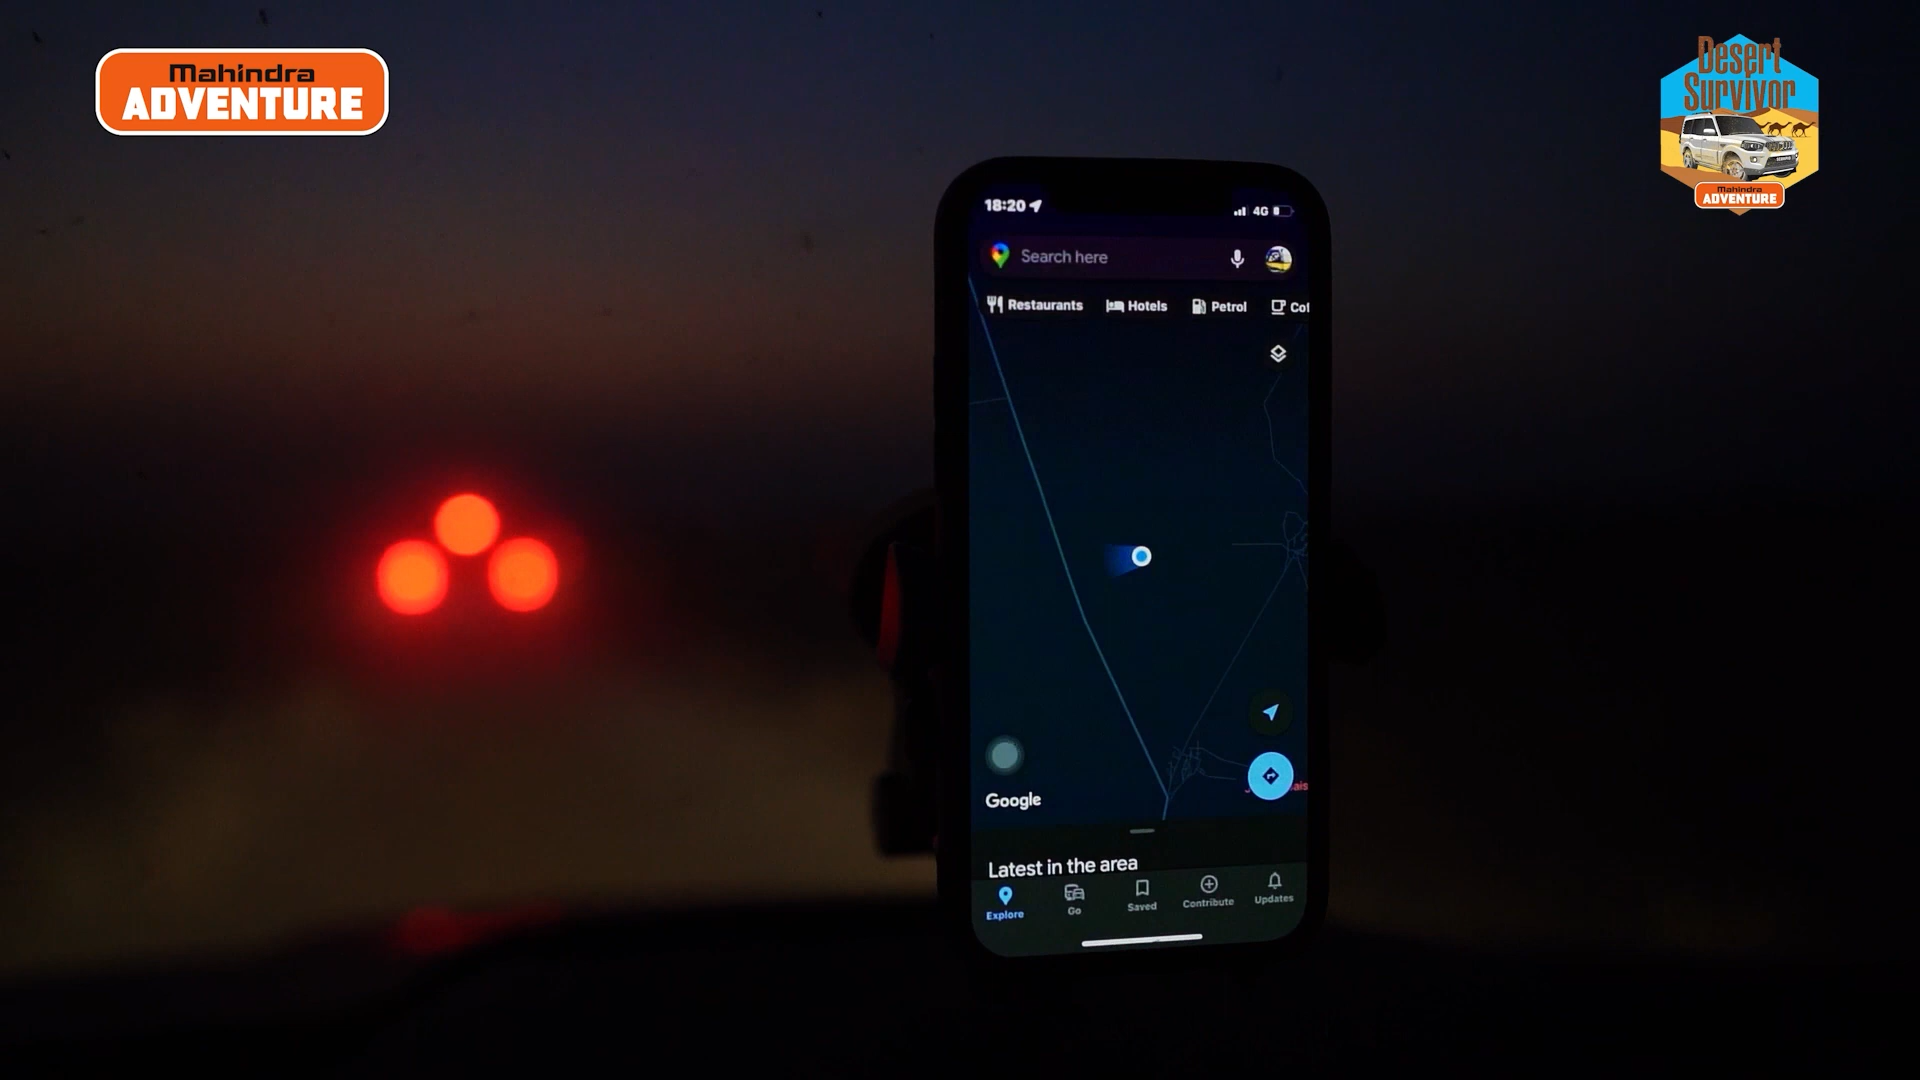 Mahindra
ADVENTURE
Desert
Survivor
Mahindra
ADVENTURE
18:20
4G
Search here
Restaurants
Hotels
Petrol
Cof
Google
Latest in the area
Explore
Go
Saved
Contribute
Updates